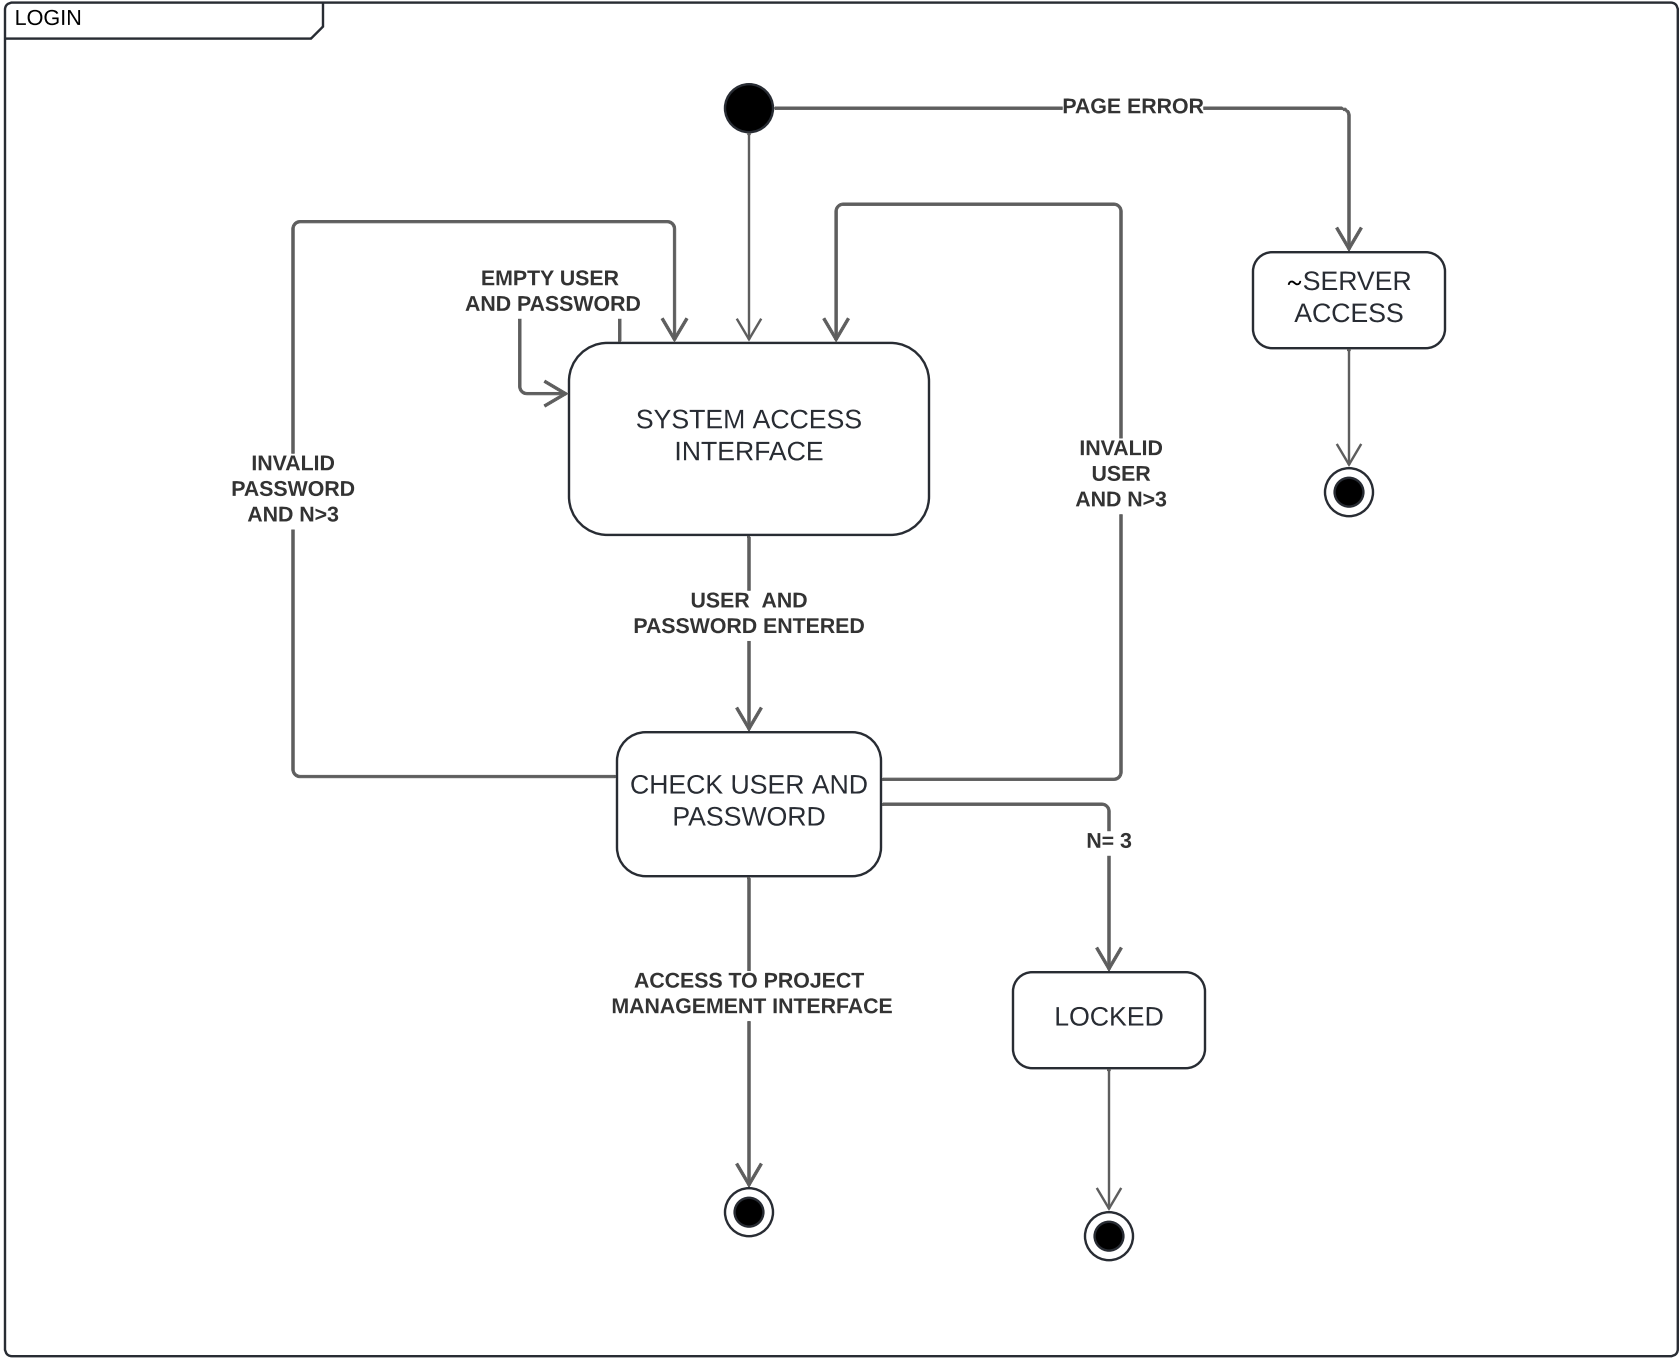 LOGIN
PAGE ERROR
~SERVER
ACCESS
EMPTY USER
AND PASSWORD
SYSTEM ACCESS
INTERFACE
INVALID
PASSWORD
AND N>3
INVALID
USER
AND N>3
USER  AND
PASSWORD ENTERED
CHECK USER AND
PASSWORD
N= 3
ACCESS TO PROJECT
MANAGEMENT INTERFACE
LOCKED